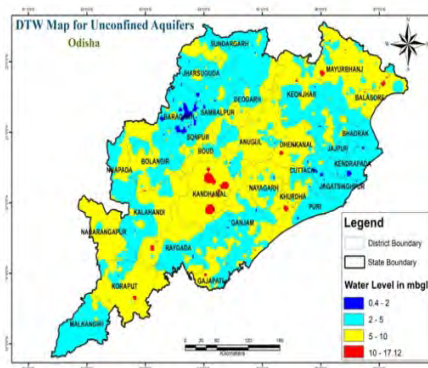 DTW Map for Unconfined Aquifers
Odisha
SUNDARGARH
JHARSUGUDA
MAYURBHANJ
KEONJHAR
BALASORE
DEOGARH
SAMBALPUR
BARAGARH
BHADRAK
SONPUR
ANUGUL
DHENKANAL
JAJPUR
BOUD
KENDRAPADA
BOLANGIR
CUTTACK
NUAPADA
JAGATSINGHPUR
NAYAGARH
KANDHAMAL
KHURDHA
KALAHANDI
PURI
NABARANGAPUR
GANJAM
RAYGADA
GAJAPATI
KORAPUT
MALKANGIRI
Legend
District Boundary
State Boundary
Water Level in mbgl
0.4 - 2
2 - 5
5 - 10
10 - 17.12
Kilometers